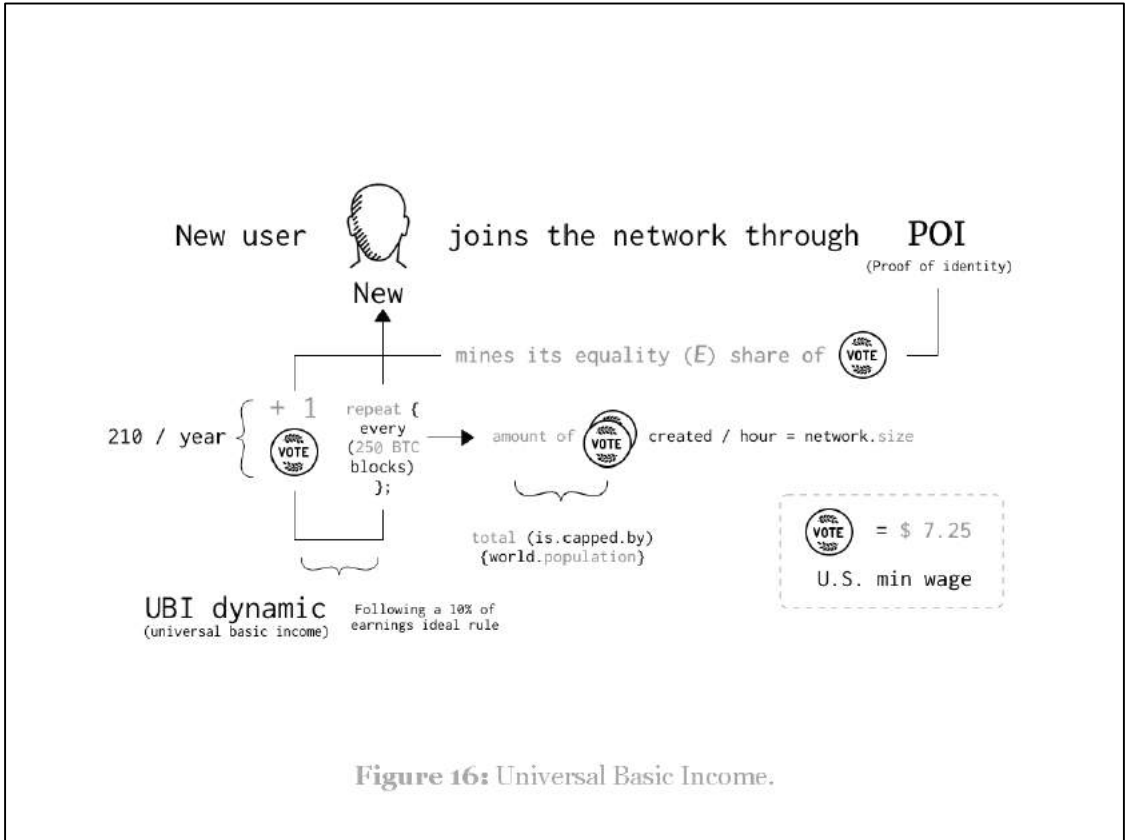 New user joins the network through POI
(Proof of identity)
New
mines its equality (E) share of VOTE
+ 1
210 / year
VOTE
repeat {
every
(250 BTC
blocks)
};
amount of VOTE created / hour = network.size
total (is.capped.by)
{world.population}
VOTE = $ 7.25
U.S. min wage
UBI dynamic
(universal basic income)
Following a 10% of
earnings ideal rule
Figure 16: Universal Basic Income.